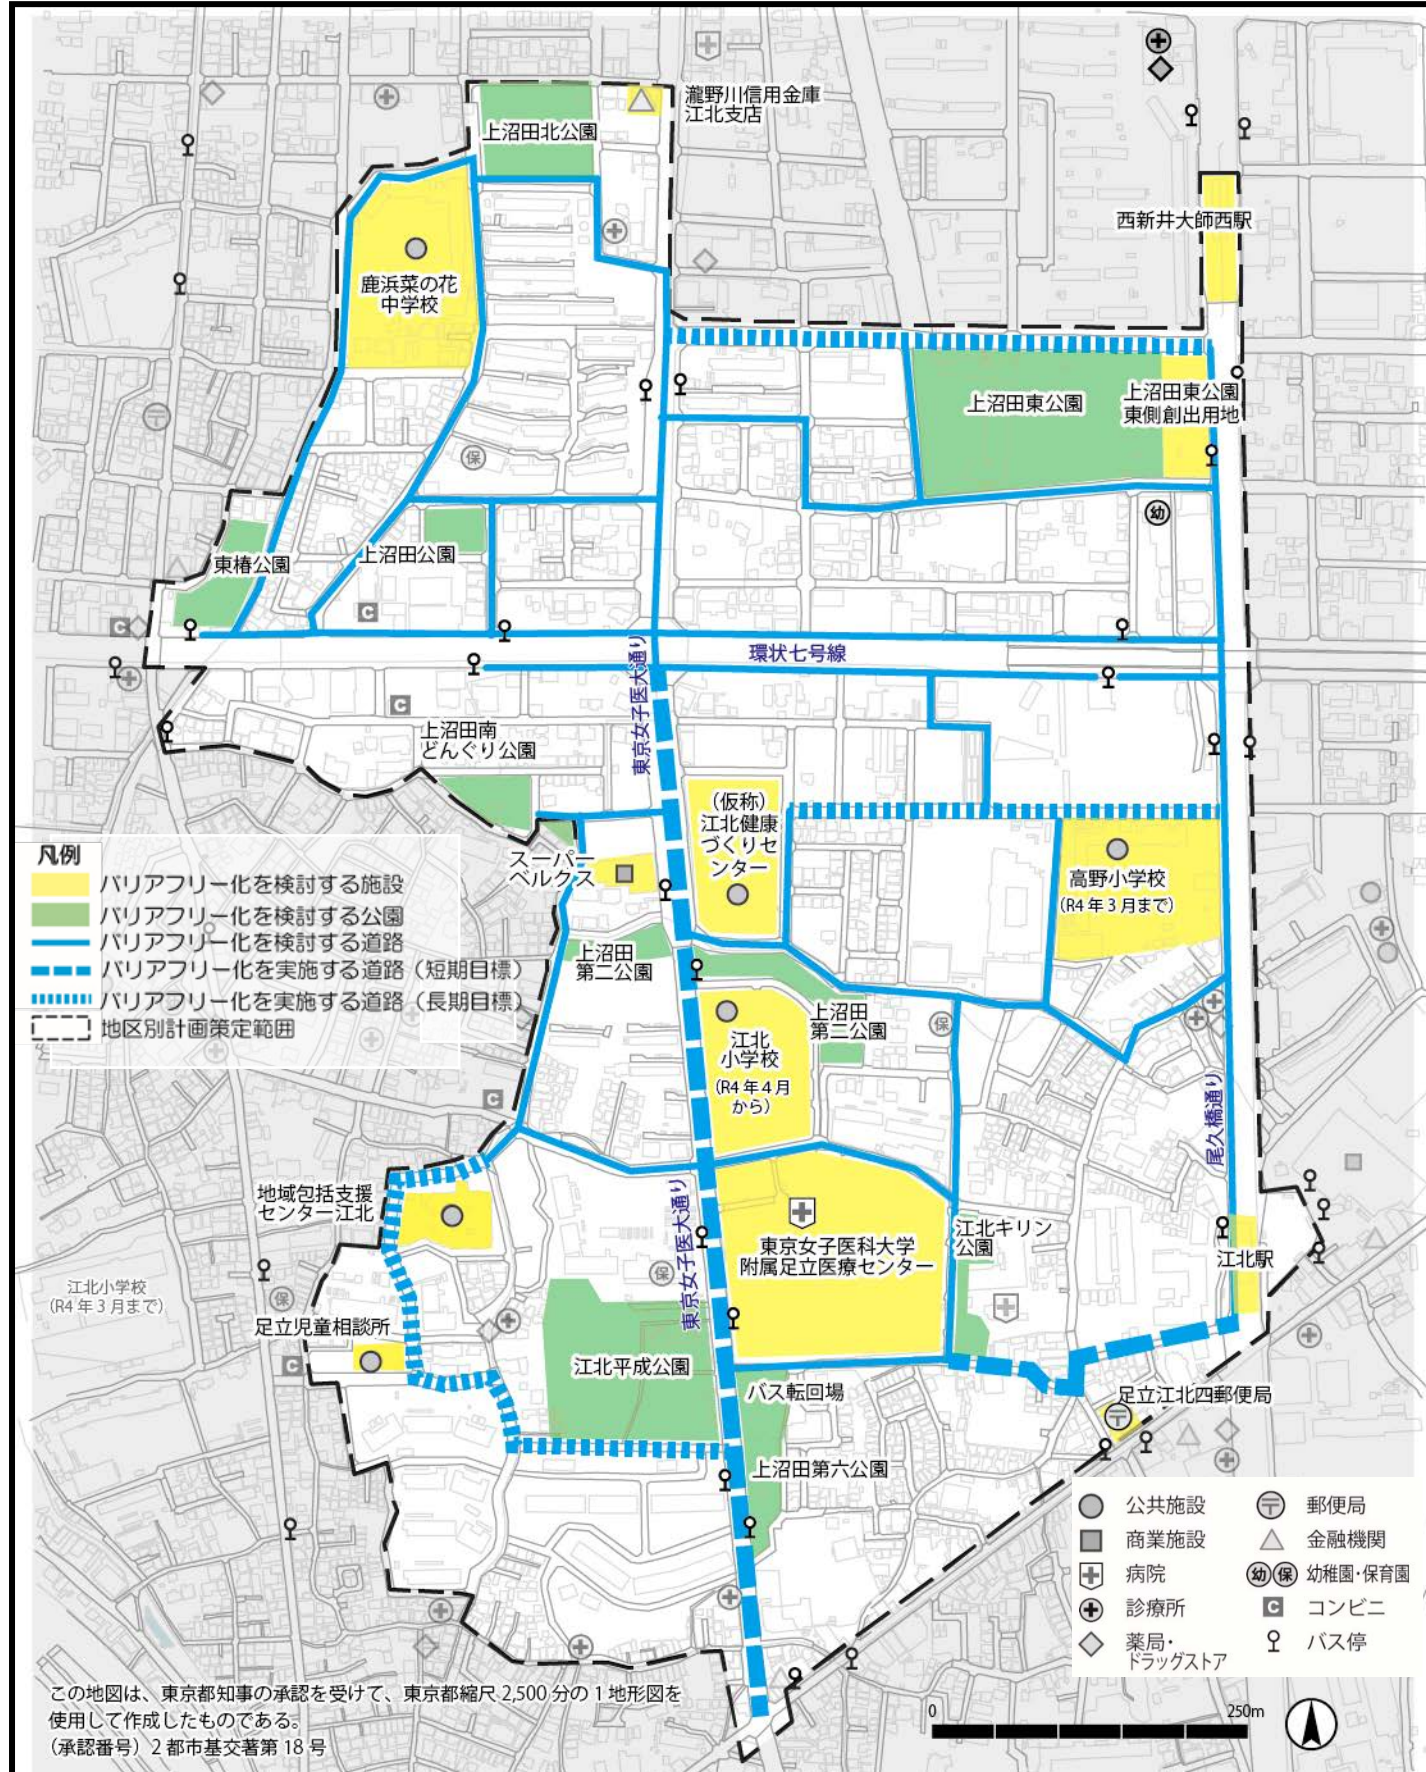 瀧野川信用金庫
江北支店
上沼田北公園
西新井大師西駅
鹿浜菜の花
中学校
上沼田東公園
上沼田東公園
東側創出用地
保
幼
東椿公園
上沼田公園
C
C
環状七号線
東京女子医大通り
C
上沼田南
どんぐり公園
(仮称)
江北健康
づくりセ
ンター
スーパー
ベルクス
高野小学校
(R4年3月まで)
凡例
バリアフリー化を検討する施設
バリアフリー化を検討する公園
バリアフリー化を検討する道路
バリアフリー化を実施する道路(短期目標)
バリアフリー化を実施する道路(長期目標)
地区別計画策定範囲
上沼田
第二公園
上沼田
第二公園
保
江北
小学校
(R4年4月
から)
C
尾久橋通り
地域包括支援
センター江北
東京女子医大通り
東京女子医科大学
附属足立医療センター
江北キリン
公園
江北駅
江北小学校
(R4年3月まで)
保
保
足立児童相談所
C
江北平成公園
バス転回場
足立江北四郵便局
上沼田第六公園
公共施設
郵便局
商業施設
金融機関
病院
幼 保 幼稚園・保育園
診療所
C コンビニ
薬局・
ドラッグストア
バス停
この地図は、東京都知事の承認を受けて、東京都縮尺2,500分の1地形図を
使用して作成したものである。
(承認番号)2都市基交著第18号
0 250m